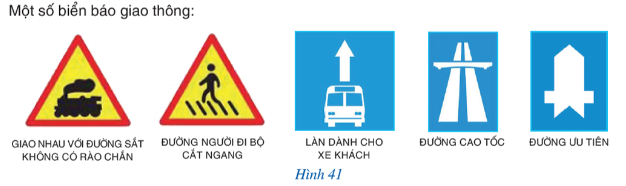 Một số biển báo giao thông:
GIAO NHAU VỚI ĐƯỜNG SẮT
KHÔNG CÓ RÀO CHẮN
ĐƯỜNG NGƯỜI ĐI BỘ
CẮT NGANG
LÀN DÀNH CHO
XE KHÁCH
ĐƯỜNG CAO TỐC
ĐƯỜNG ƯU TIÊN
Hình 41